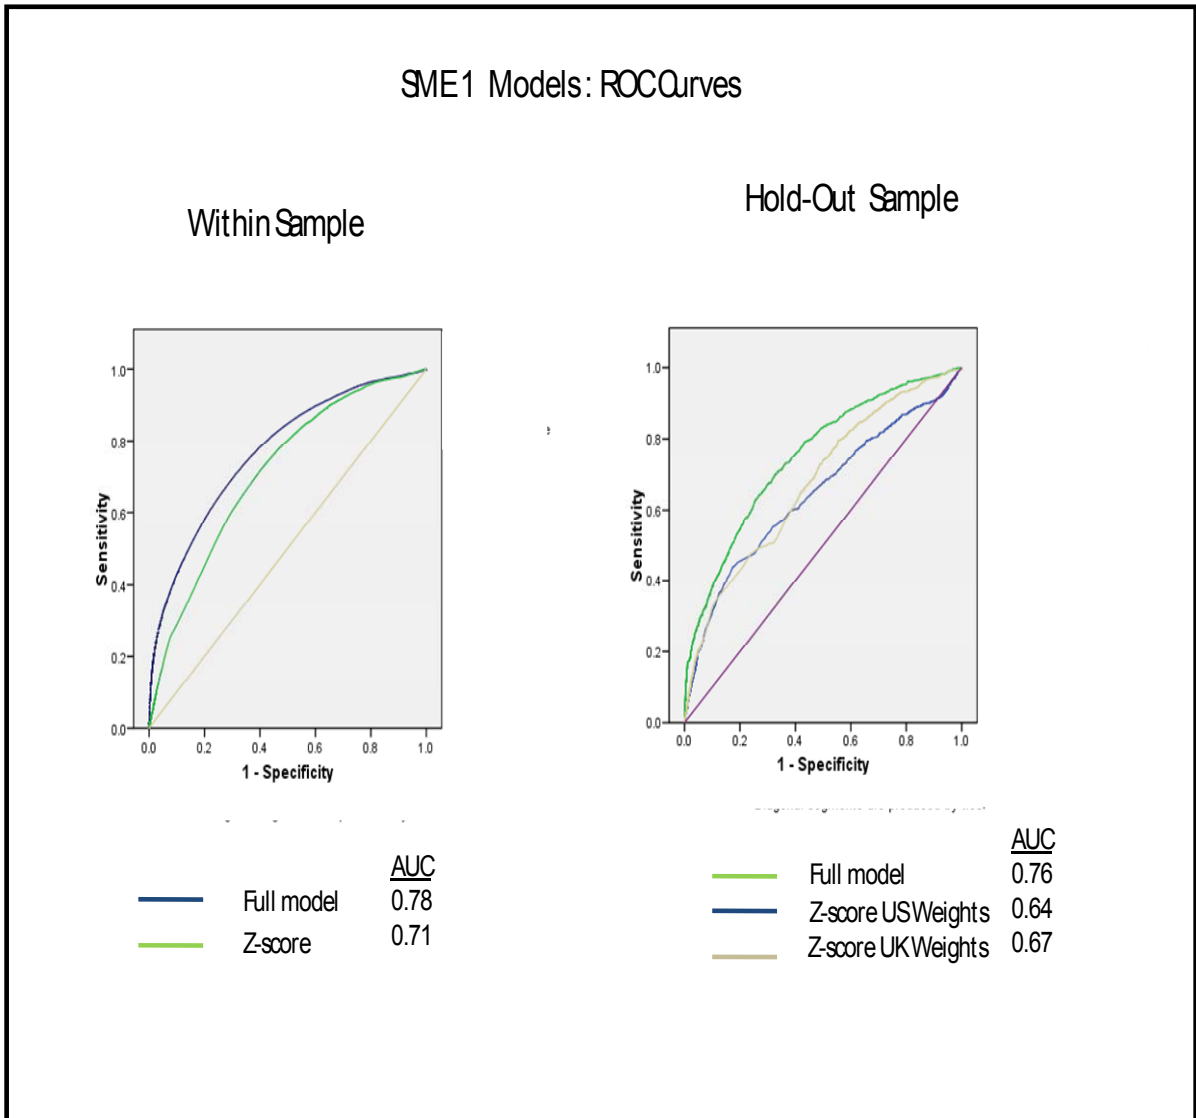 SME1 Models: ROC Curves
Within Sample
Hold-Out Sample
1.0
0.8
0.6
0.4
0.2
0.0
Sensitivity
0.0 0.2 0.4 0.6 0.8 1.0
1 - Specificity
1.0
0.8
0.6
0.4
0.2
0.0
Sensitivity
0.0 0.2 0.4 0.6 0.8 1.0
1 - Specificity
AUC
Full model 0.78
Z-score 0.71
AUC
Full model 0.76
Z-score US Weights 0.64
Z-score UK Weights 0.67